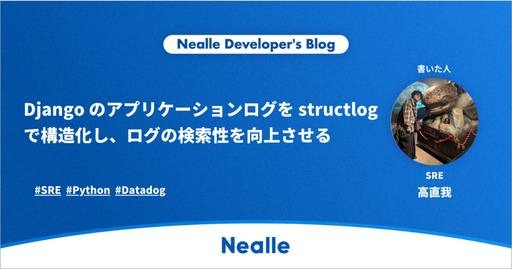 Nealle Developer's Blog
書いた人
Django のアプリケーションログを structlog
で構造化し、ログの検索性を向上させる
SRE
高直我
#SRE #Python #Datadog
Nealle